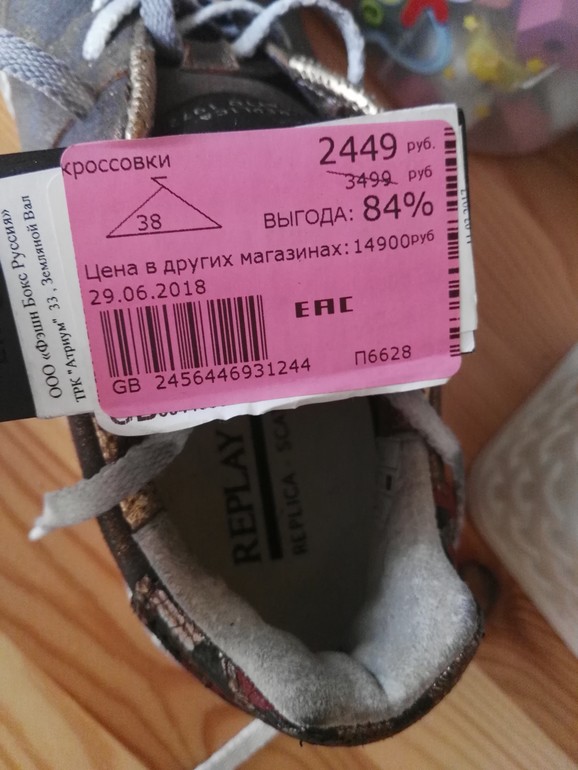 кроссовки
2449 руб.
3499 руб
38
ВЫГОДА: 84%
Цена в других магазинах: 14900руб
29.06.2018
EAC
GB 2456446931244
П6628
ООО «Фэшн Бокс Руссия»
ТРК "Атриум" 33, Земляной Вал
REPLAY
REPLICA